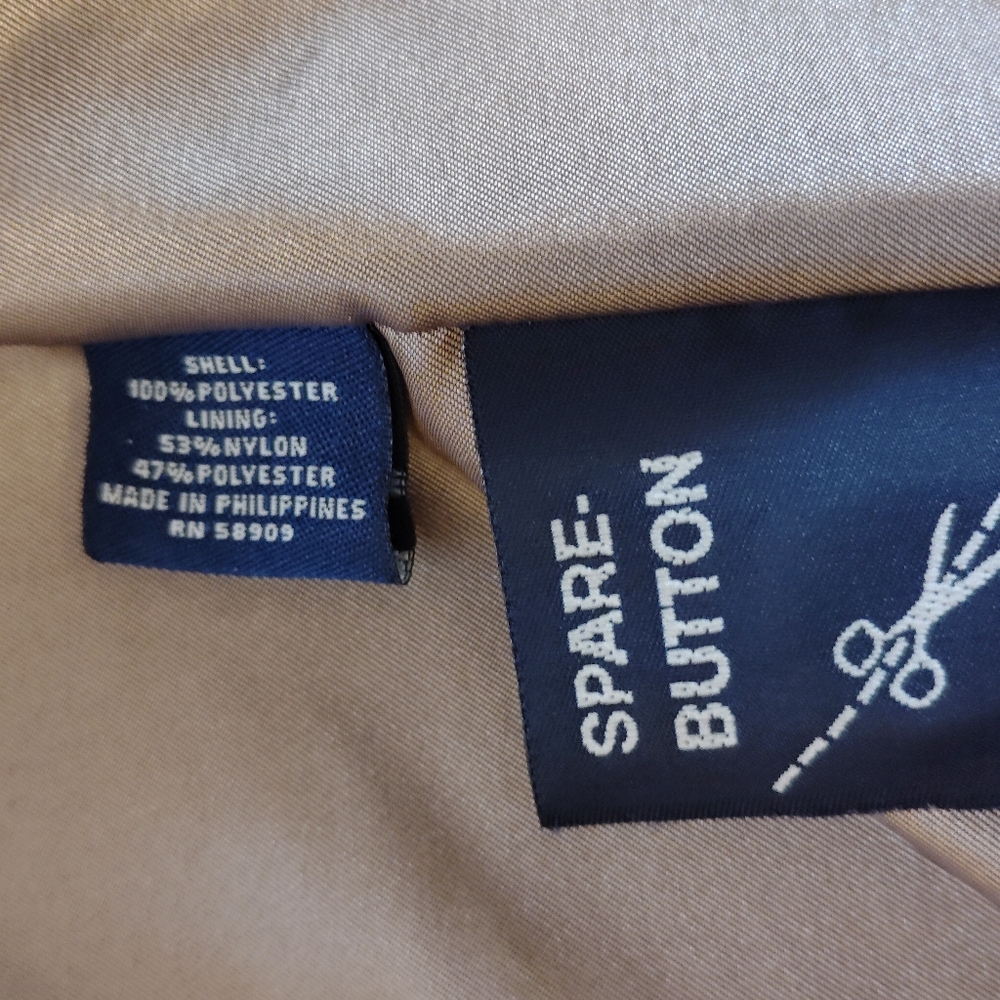 SHELL:
100% POLYESTER
LINING:
53% NYLON
47% POLYESTER
MADE IN PHILIPPINES
RN 58909
SPARE-
BUTTON